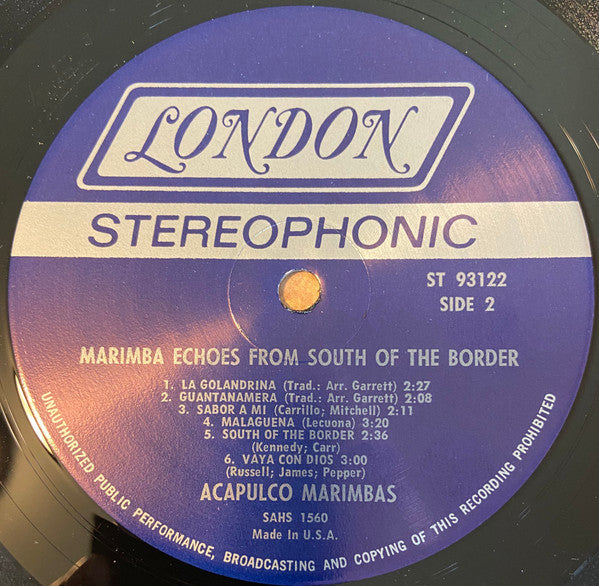 LONDON
STEREOPHONIC
ST 93122
SIDE 2
MARIMBA ECHOES FROM SOUTH OF THE BORDER
1. LA GOLANDRINA (Trad.: Arr. Garrett) 2:27
2. GUANTANAMERA (Trad.: Arr. Garrett) 2:08
3. SABOR A MI (Carrillo; Mitchell) 2:11
4. MALAGUENA (Lecuona) 3:20
5. SOUTH OF THE BORDER 2:36
(Kennedy; Carr)
6. VAYA CON DIOS 3:00
(Russell; James; Pepper)
ACAPULCO MARIMBAS
SAHS 1560
Made in U.S.A.
UNAUTHORIZED PUBLIC PERFORMANCE, BROADCASTING AND COPYING OF THIS RECORDING PROHIBITED